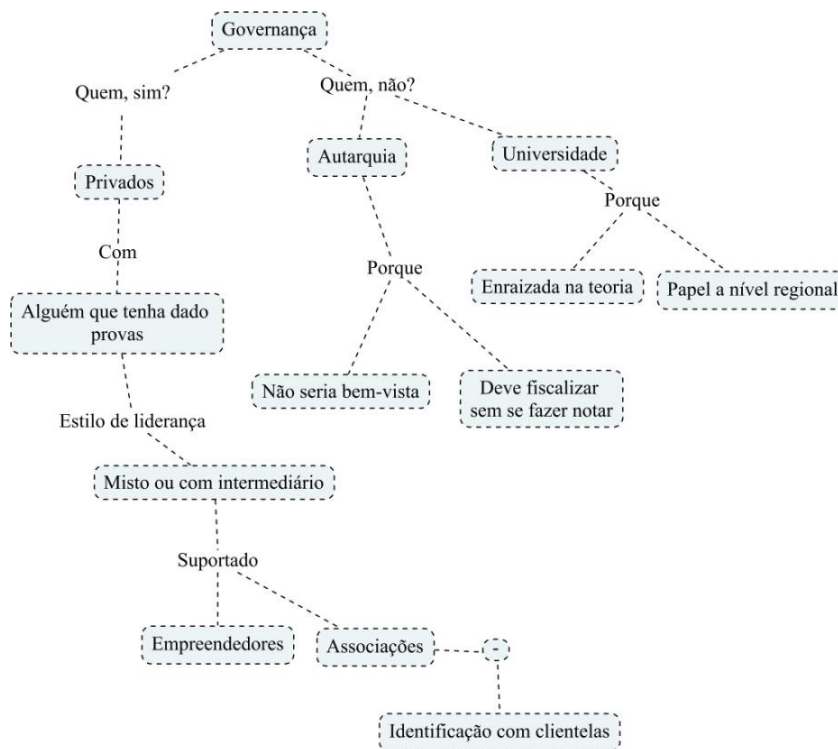 Governança
Quem, sim?
Quem, não?
Autarquia
Universidade
Privados
Porque
Com
Porque
Enraizada na teoria
Papel a nível regional
Alguém que tenha dado
provas
Não seria bem-vista
Deve fiscalizar
sem se fazer notar
Estilo de liderança
Misto ou com intermediário
Suportado
Empreendedores
Associações
-
Identificação com clientelas